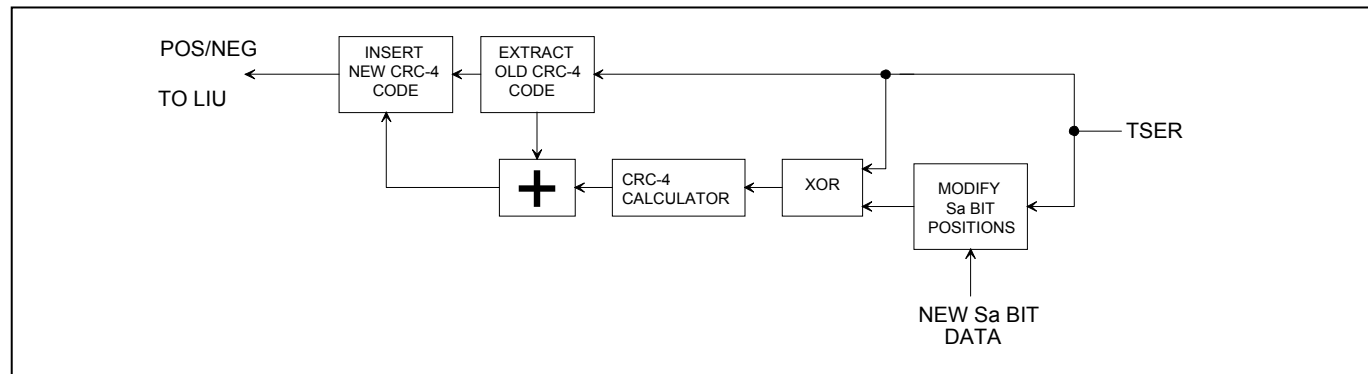 POS/NEG
TO LIU
INSERT
NEW CRC-4
CODE
EXTRACT
OLD CRC-4
CODE
TSER
+
CRC-4
CALCULATOR
XOR
MODIFY
Sa BIT
POSITIONS
NEW Sa BIT
DATA